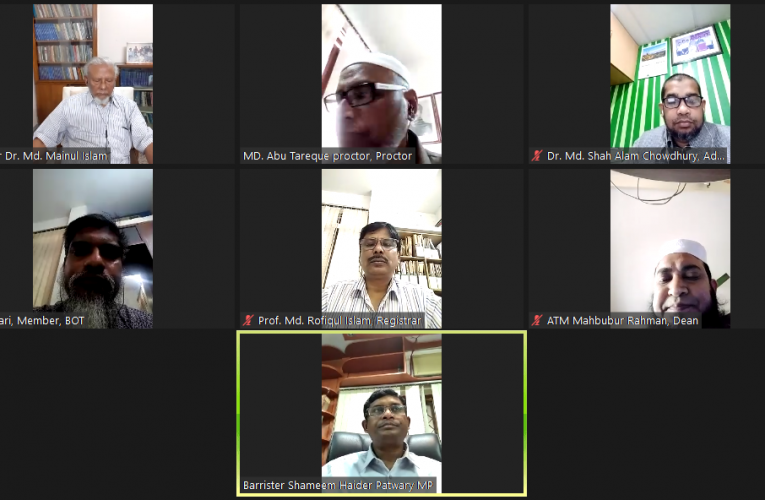 r Dr. Md. Mainul Islam
MD. Abu Tareque proctor, Proctor
Dr. Md. Shah Alam Chowdhury, Ad...
ari, Member, BOT
Prof. Md. Rofiqul Islam Registrar
ATM Mahbubur Rahman, Dean
Barrister Shameem Haider Patwary MP